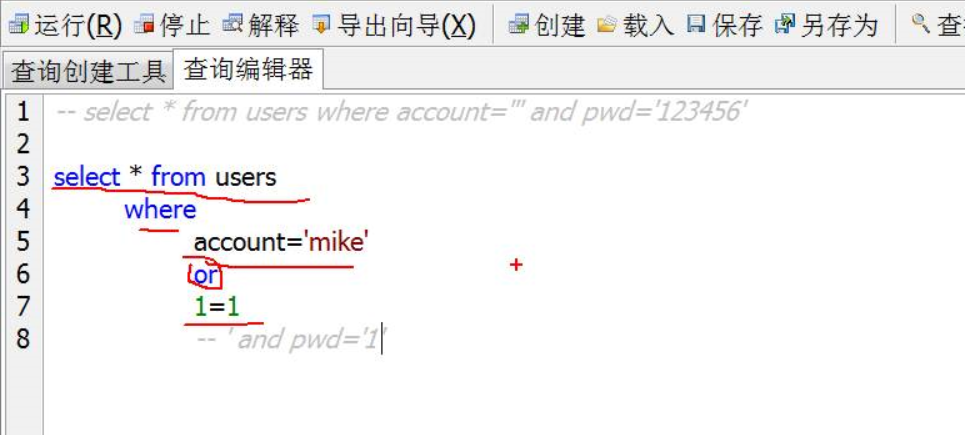 运行(R) 停止 解释 导出向导(X) 创建 载入 保存 另存为 查
查询创建工具 查询编辑器
1 -- select * from users where account=''' and pwd='123456'
2
3 select * from users
4 where
5 account='mike'
6 or
7 1=1
8 -- ' and pwd='1'